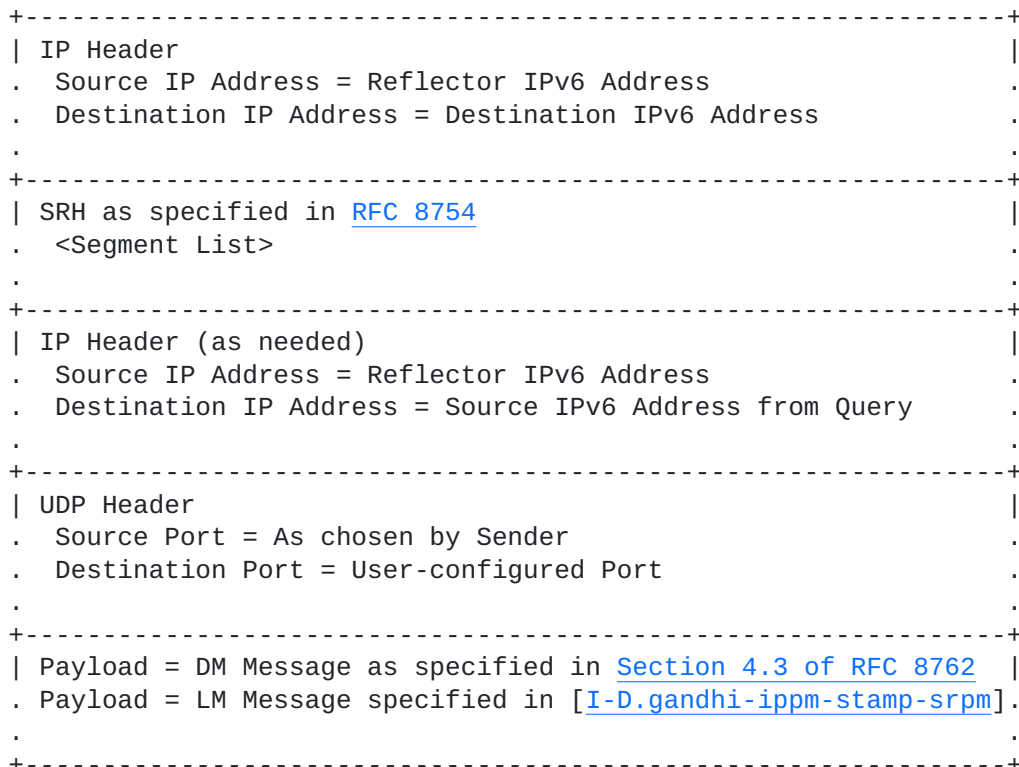 +---------------------------------------------------------------+
| IP Header                                                     |
.  Source IP Address = Reflector IPv6 Address                   .
.  Destination IP Address = Destination IPv6 Address            .
.                                                               .
+---------------------------------------------------------------+
| SRH as specified in RFC 8754                                  |
.  <Segment List>                                               .
.                                                               .
+---------------------------------------------------------------+
| IP Header (as needed)                                         |
.  Source IP Address = Reflector IPv6 Address                   .
.  Destination IP Address = Source IPv6 Address from Query      .
.                                                               .
+---------------------------------------------------------------+
| UDP Header                                                    |
.  Source Port = As chosen by Sender                            .
.  Destination Port = User-configured Port                      .
.                                                               .
+---------------------------------------------------------------+
| Payload = DM Message as specified in Section 4.3 of RFC 8762  |
. Payload = LM Message specified in [I-D.gandhi-ippm-stamp-srpm].
.                                                               .
+---------------------------------------------------------------+